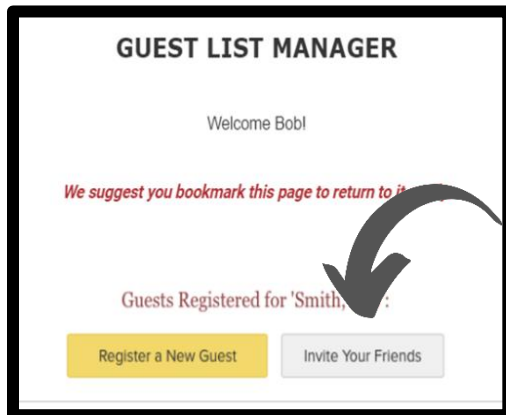 GUEST LIST MANAGER
Welcome Bob!
We suggest you bookmark this page to return to it
Guests Registered for 'Smith, :
Register a New Guest
Invite Your Friends